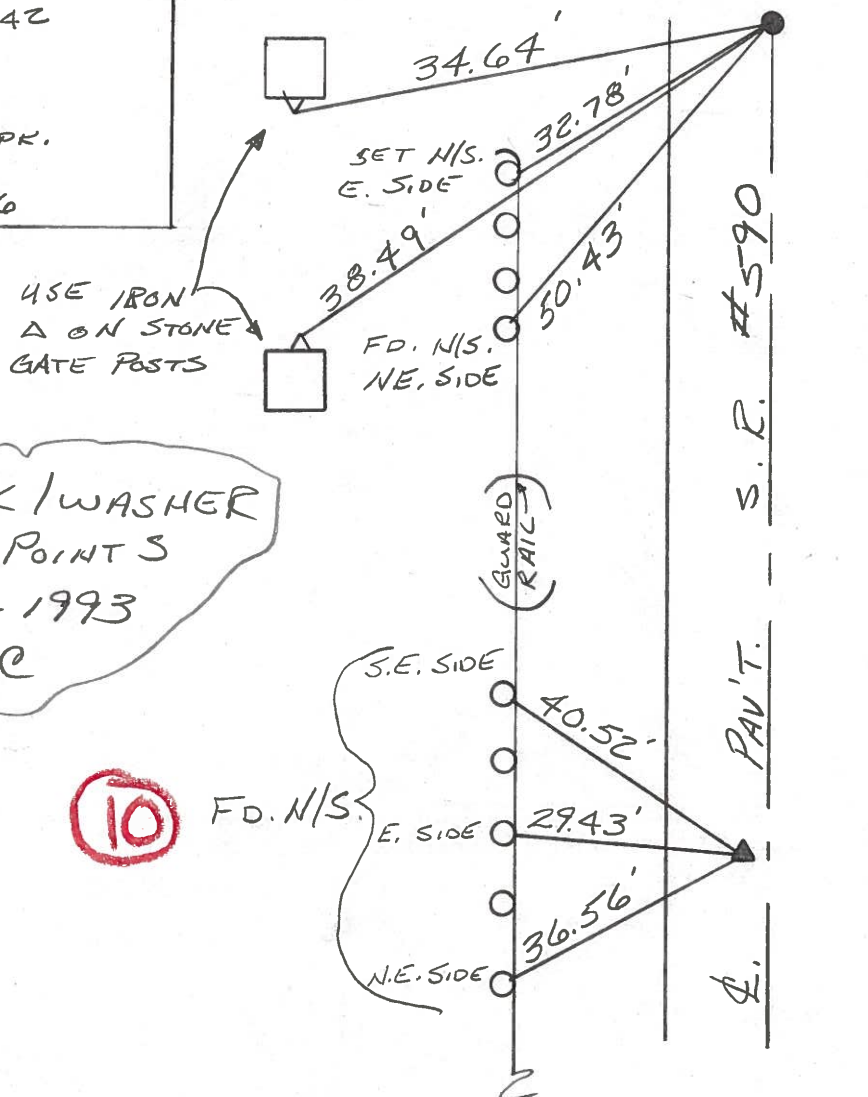 42
PK.
6
34.64'
32.78'
SET N/S.
E. SIDE
38.49'
50.43'
USE IRON
△ ON STONE
GATE POSTS
FD. N/S.
NE. SIDE
S. R. #590
/WASHER
POINTS
1993
C
(GUARD
RAIL)
S.E. SIDE
40.52'
PAV'T.
10
FD. N/S.
E. SIDE
29.43'
36.56'
N.E. SIDE
℄.